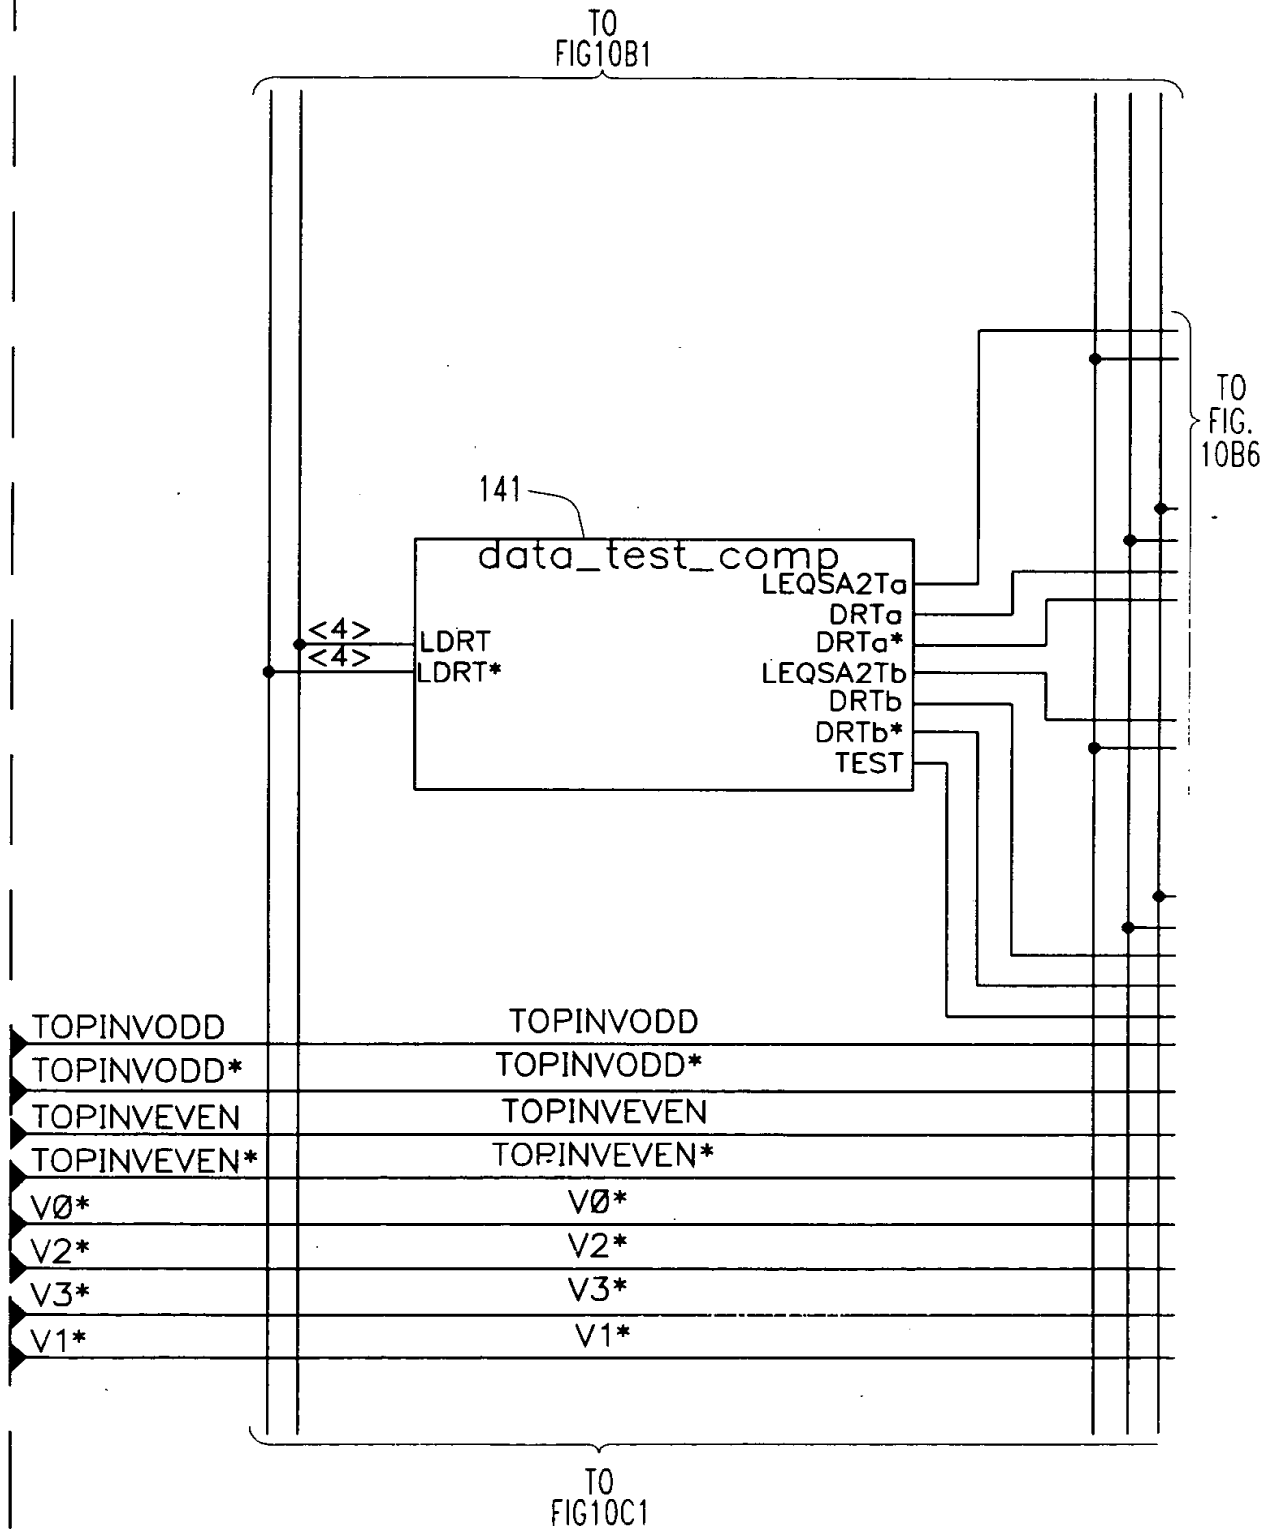 TO
FIG10B1
TO
FIG.
10B6
141
data_test_comp
LEQSA2Ta
DRTa
<4>
LDRT
DRTa*
<4>
LDRT*
LEQSA2Tb
DRTb
DRTb*
TEST
TOPINVODD TOPINVODD
TOPINVODD* TOPINVODD*
TOPINVEVEN TOPINVEVEN
TOPINVEVEN* TOPINVEVEN*
VØ* VØ*
V2* V2*
V3* V3*
V1* V1*
TO
FIG10C1